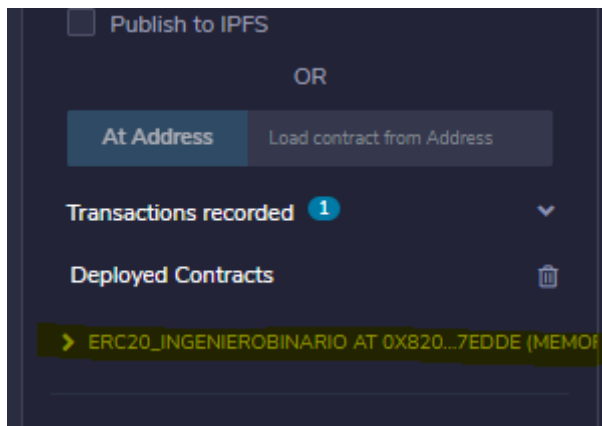 Publish to IPFS
OR
At Address Load contract from Address
Transactions recorded 1
Deployed Contracts
ERC20_INGENIEROBINARIO AT 0X820...7EDDE